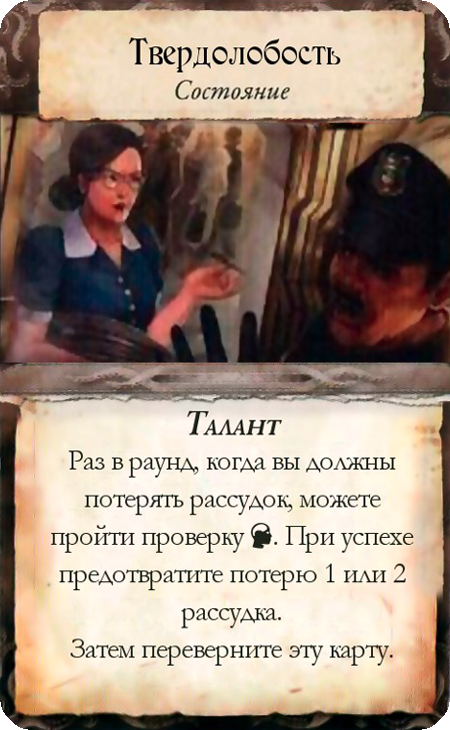 Твердолобость
Состояние
Талант
Раз в раунд, когда вы должны
потерять рассудок, можете
пройти проверку . При успехе
предотвратите потерю 1 или 2
рассудка.
Затем переверните эту карту.